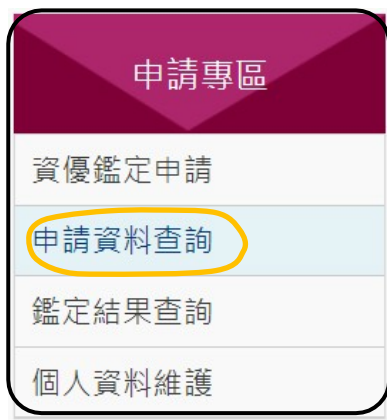 申請專區
資優鑑定申請
申請資料查詢
鑑定結果查詢
個人資料維護